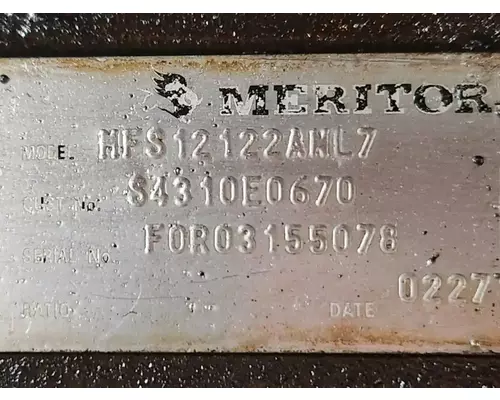 MERITOR
MODEL MFS12122ANL7
CUST No. S4310E0670
SERIAL No. FOR03155078
RATIO DATE 0227